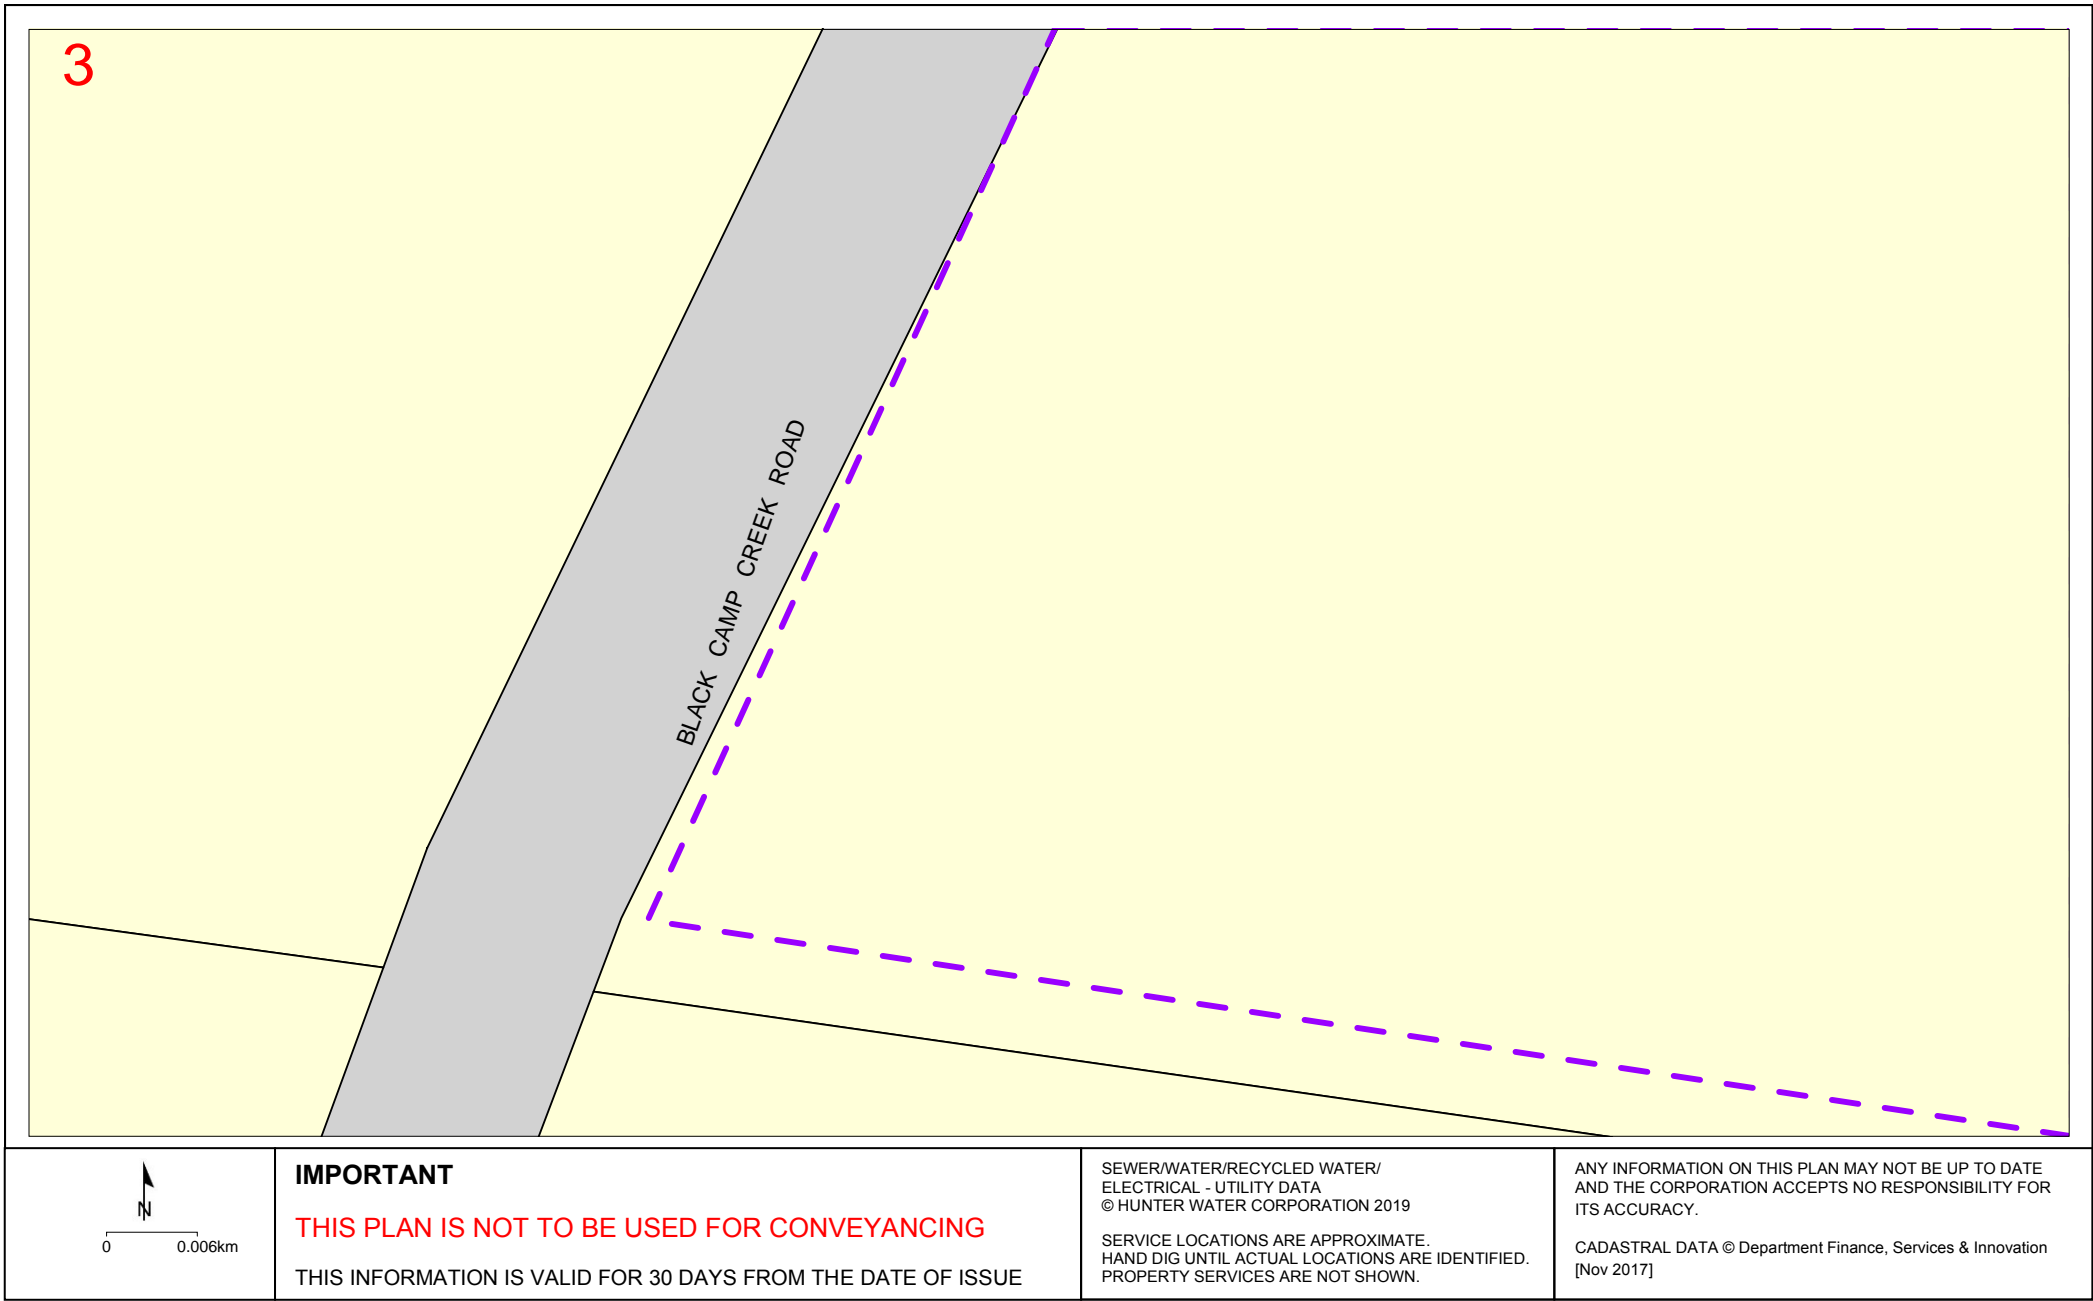 3
BLACK CAMP CREEK ROAD
N
0 0.006km
IMPORTANT
THIS PLAN IS NOT TO BE USED FOR CONVEYANCING
THIS INFORMATION IS VALID FOR 30 DAYS FROM THE DATE OF ISSUE
SEWER/WATER/RECYCLED WATER/
ELECTRICAL - UTILITY DATA
© HUNTER WATER CORPORATION 2019
SERVICE LOCATIONS ARE APPROXIMATE.
HAND DIG UNTIL ACTUAL LOCATIONS ARE IDENTIFIED.
PROPERTY SERVICES ARE NOT SHOWN.
ANY INFORMATION ON THIS PLAN MAY NOT BE UP TO DATE
AND THE CORPORATION ACCEPTS NO RESPONSIBILITY FOR
ITS ACCURACY.
CADASTRAL DATA © Department Finance, Services & Innovation
[Nov 2017]